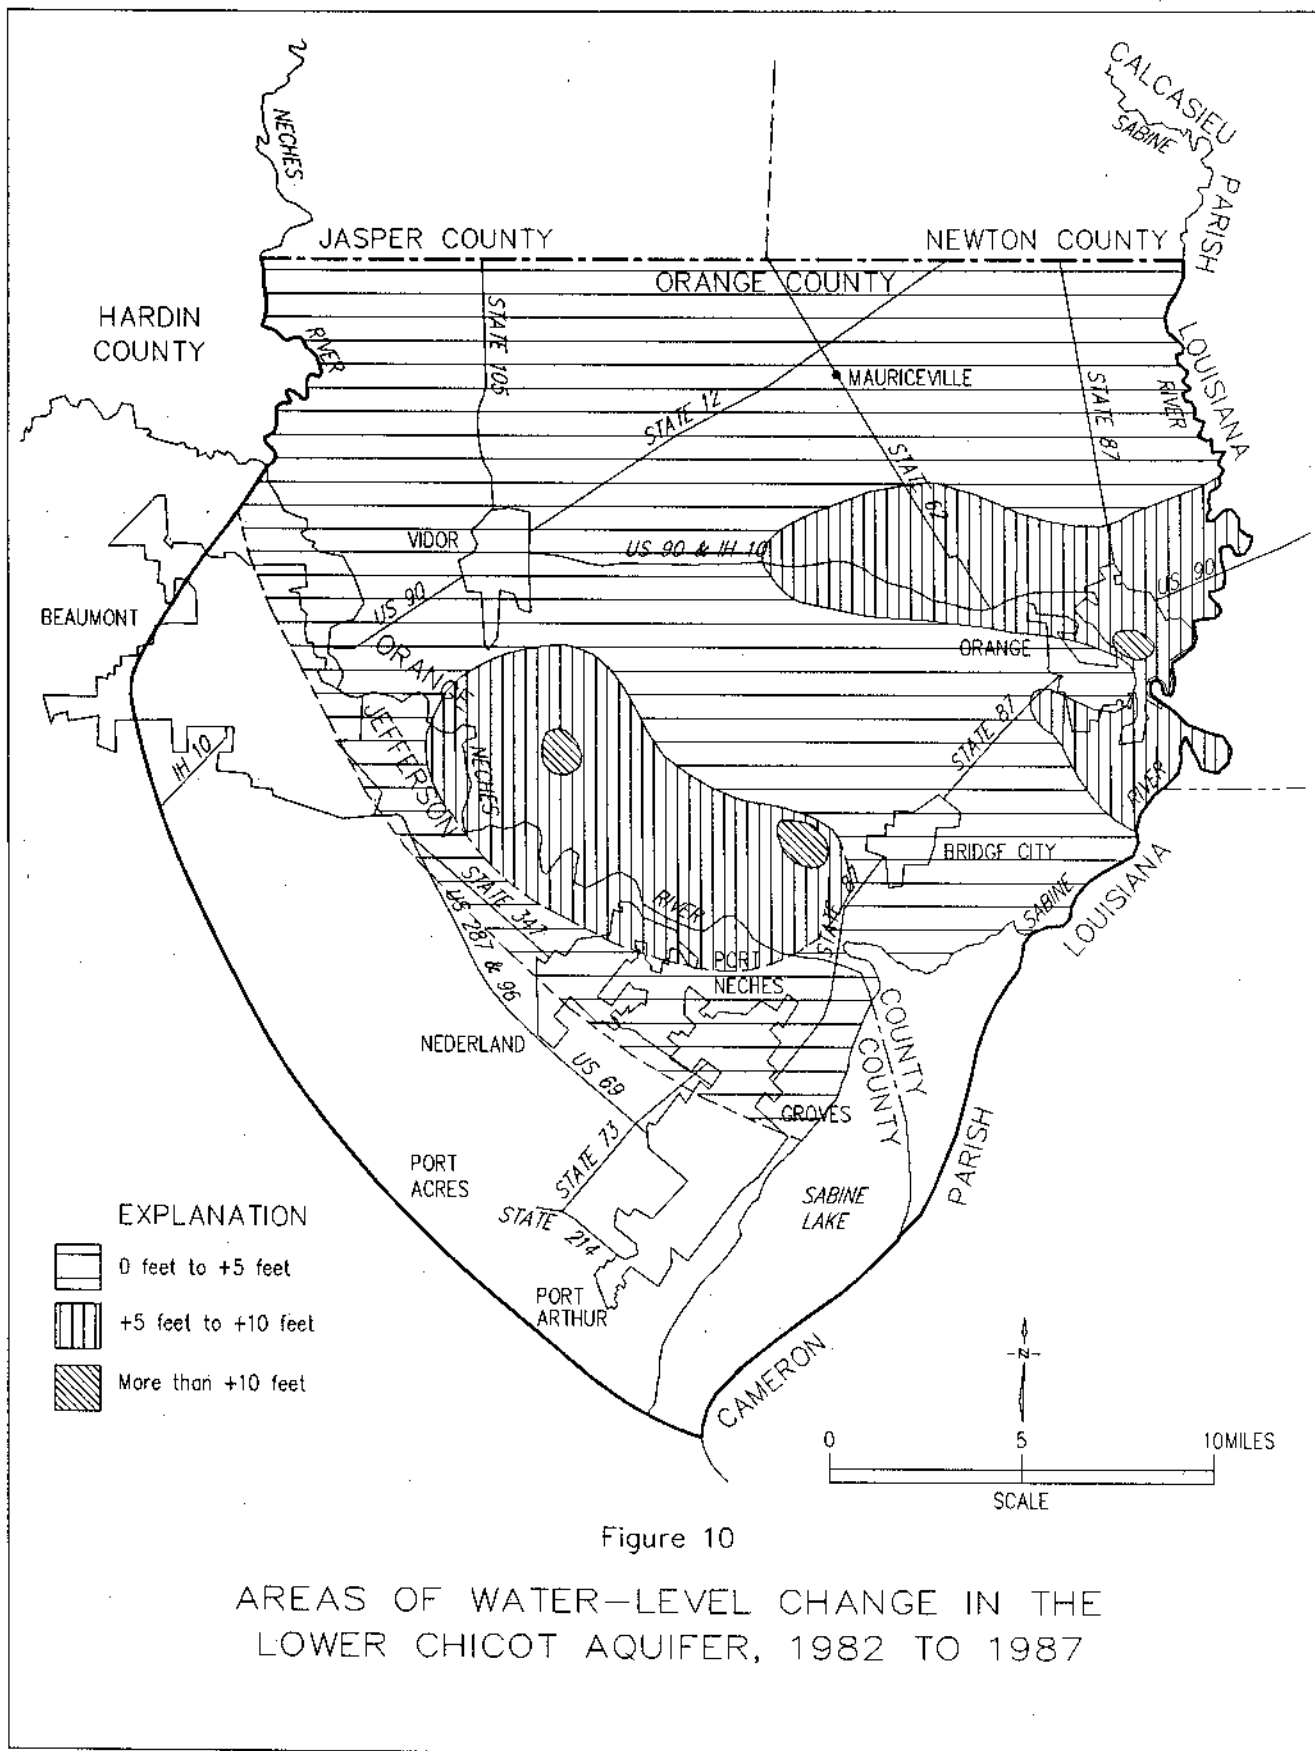 CALCASIEU
SABINE
PARISH
NECHES
JASPER COUNTY
NEWTON COUNTY
ORANGE COUNTY
HARDIN
COUNTY
RIVER
STATE 105
LOUISIANA
MAURICEVILLE
STATE 12
STATE 87
RIVER
STATE 62
VIDOR
US 90 & IH 10
US 90
BEAUMONT
US 90
ORANGE
ORANGE
JEFFERSON
STATE 87
IH 10
NECHES
RIVER
BRIDGE CITY
STATE 347
US 287 & 96
RIVER
STATE 87
SABINE
LOUISIANA
PORT
NECHES
COUNTY
COUNTY
NEDERLAND
US 69
GROVES
STATE 73
PARISH
PORT
ACRES
SABINE
LAKE
STATE 214
EXPLANATION
0 feet to +5 feet
+5 feet to +10 feet
More than +10 feet
PORT
ARTHUR
CAMERON
PARISH
-N-
0 5 10 MILES
SCALE
Figure 10
AREAS OF WATER-LEVEL CHANGE IN THE
LOWER CHICOT AQUIFER, 1982 TO 1987